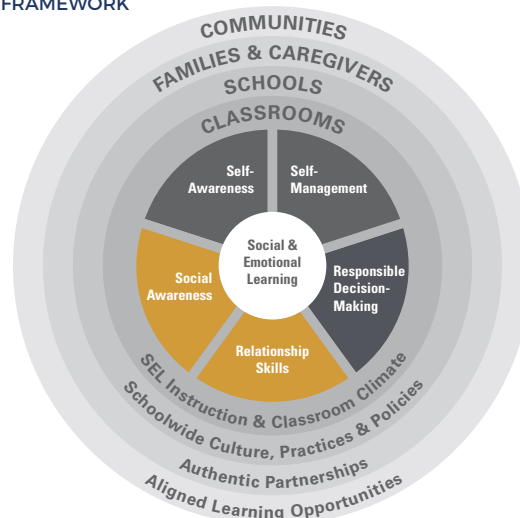 FRAMEWORK
COMMUNITIES
FAMILIES & CAREGIVERS
SCHOOLS
CLASSROOMS
Self-
Awareness
Self-
Management
Social &
Emotional
Learning
Social
Awareness
Responsible
Decision-
Making
Relationship
Skills
SEL Instruction & Classroom Climate
Schoolwide Culture, Practices & Policies
Authentic Partnerships
Aligned Learning Opportunities